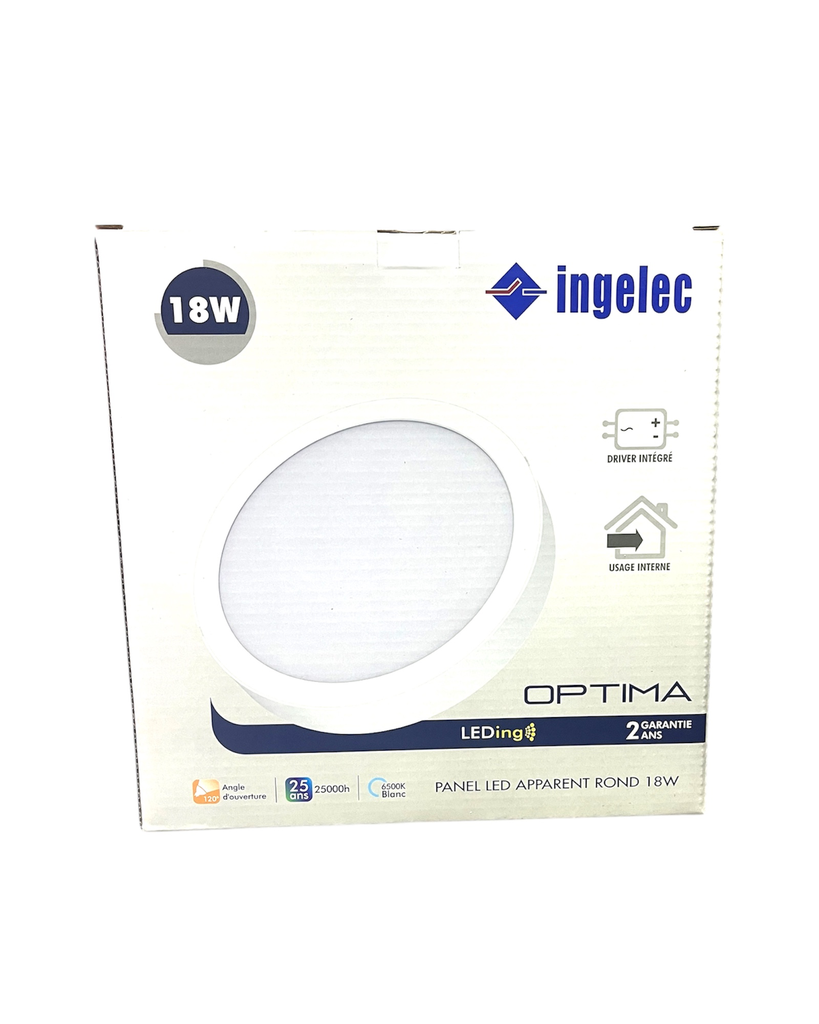 18W
ingelec
DRIVER INTÉGRÉ
USAGE INTERNE
OPTIMA
LEDing
2 GARANTIE
ANS
120°
Angle
d'ouverture
25
ans
25000h
6500K
Blanc
PANEL LED APPARENT ROND 18W